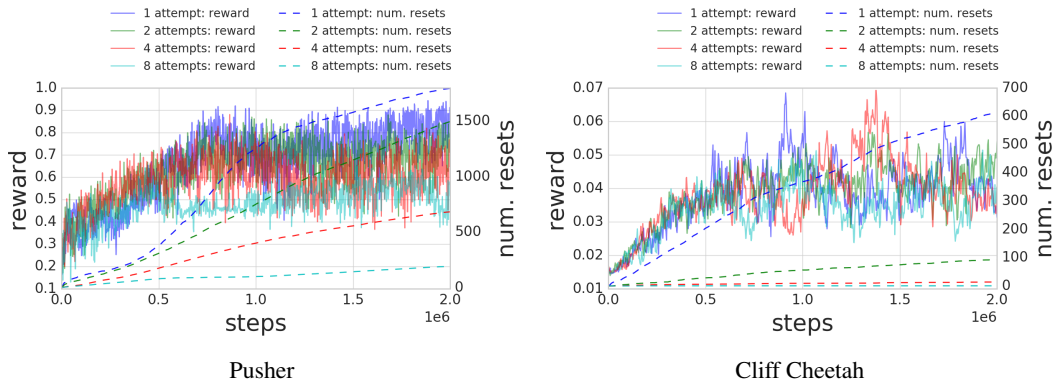 1 attempt: reward 1 attempt: num. resets
2 attempts: reward 2 attempts: num. resets
4 attempts: reward 4 attempts: num. resets
8 attempts: reward 8 attempts: num. resets
1.0
0.9
0.8
0.7
0.6
0.5
0.4
0.3
0.2
0.1
reward
1500
1000
500
0
num. resets
0.0 0.5 1.0 1.5 2.0
1e6
steps
Pusher
1 attempt: reward 1 attempt: num. resets
2 attempts: reward 2 attempts: num. resets
4 attempts: reward 4 attempts: num. resets
8 attempts: reward 8 attempts: num. resets
0.07
0.06
0.05
0.04
0.03
0.02
0.01
reward
700
600
500
400
300
200
100
0
num. resets
0.0 0.5 1.0 1.5 2.0
1e6
steps
Cliff Cheetah